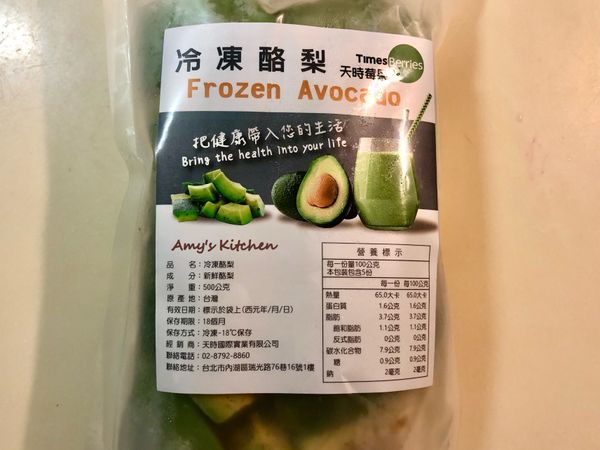 冷凍酪梨
TimesBerries
天時莓果
Frozen Avocado
把健康帶入您的生活
Bring the health into your life
Amy's Kitchen
品　名：冷凍酪梨
成　分：新鮮酪梨
淨　重：500公克
原產地：台灣
有效日期：標示於袋上(西元年/月/日)
保存期限：18個月
保存方式：冷凍-18℃保存
經銷商：天時國際實業有限公司
聯絡電話：02-8792-8860
聯絡地址：台北市內湖區瑞光路76巷16號1樓
營養標示
每一份量100公克
本包裝包含5份
每一份 每100公克
熱量 65.0大卡 65.0大卡
蛋白質 1.6公克 1.6公克
脂肪 3.7公克 3.7公克
飽和脂肪 1.1公克 1.1公克
反式脂肪 0公克 0公克
碳水化合物 7.9公克 7.9公克
糖 0.9公克 0.9公克
鈉 2毫克 2毫克